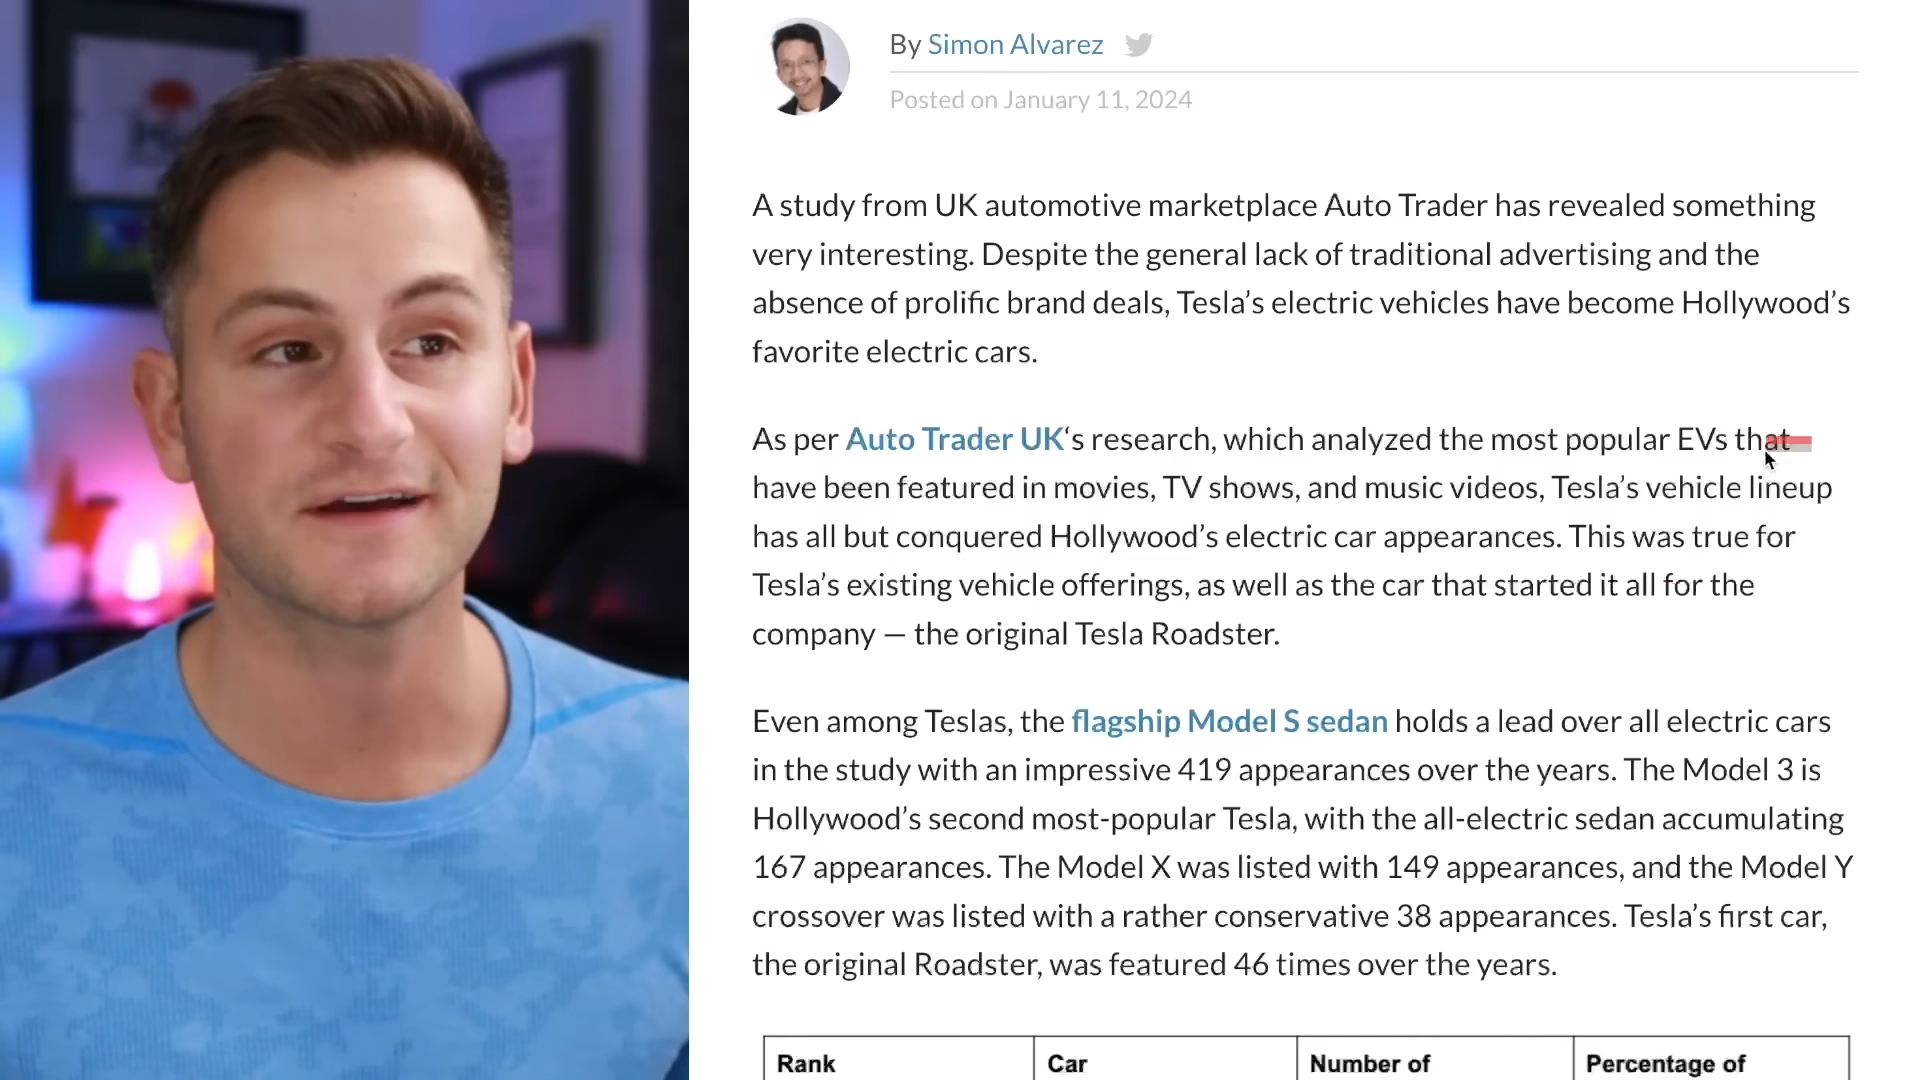 By Simon Alvarez
Posted on January 11, 2024
A study from UK automotive marketplace Auto Trader has revealed something
very interesting. Despite the general lack of traditional advertising and the
absence of prolific brand deals, Tesla’s electric vehicles have become Hollywood’s
favorite electric cars.
As per Auto Trader UK‘s research, which analyzed the most popular EVs that
have been featured in movies, TV shows, and music videos, Tesla’s vehicle lineup
has all but conquered Hollywood’s electric car appearances. This was true for
Tesla’s existing vehicle offerings, as well as the car that started it all for the
company — the original Tesla Roadster.
Even among Teslas, the flagship Model S sedan holds a lead over all electric cars
in the study with an impressive 419 appearances over the years. The Model 3 is
Hollywood’s second most-popular Tesla, with the all-electric sedan accumulating
167 appearances. The Model X was listed with 149 appearances, and the Model Y
crossover was listed with a rather conservative 38 appearances. Tesla’s first car,
the original Roadster, was featured 46 times over the years.
Rank Car Number of Percentage of